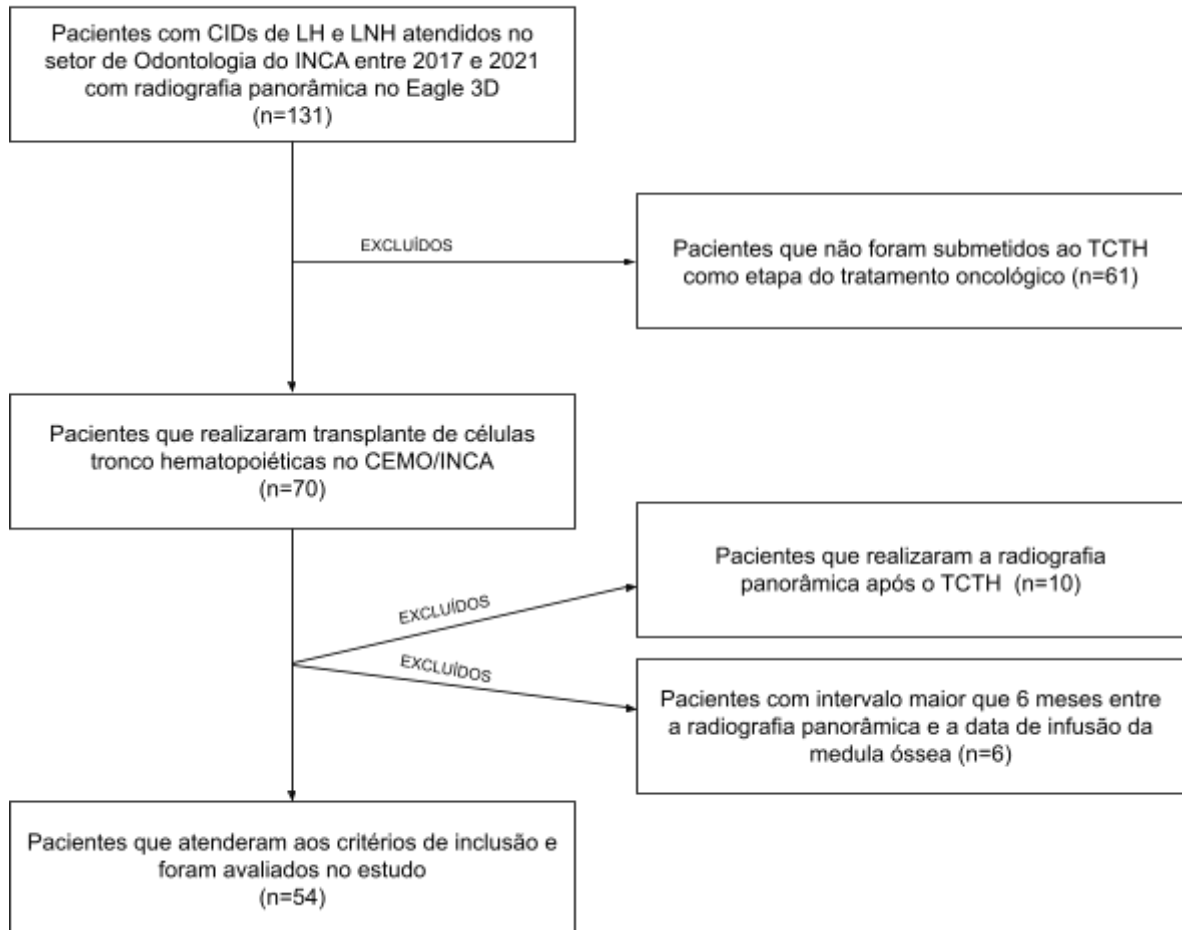 Pacientes com CIDs de LH e LNH atendidos no
setor de Odontologia do INCA entre 2017 e 2021
com radiografia panorâmica no Eagle 3D
(n=131)
EXCLUÍDOS
Pacientes que não foram submetidos ao TCTH
como etapa do tratamento oncológico (n=61)
Pacientes que realizaram transplante de células
tronco hematopoiéticas no CEMO/INCA
(n=70)
EXCLUÍDOS
Pacientes que realizaram a radiografia
panorâmica após o TCTH (n=10)
EXCLUÍDOS
Pacientes com intervalo maior que 6 meses entre
a radiografia panorâmica e a data de infusão da
medula óssea (n=6)
Pacientes que atenderam aos critérios de inclusão e
foram avaliados no estudo
(n=54)